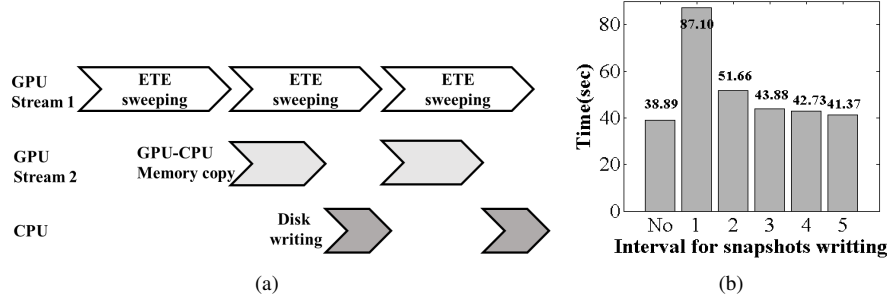 GPU
Stream 1
ETE
sweeping
ETE
sweeping
ETE
sweeping
GPU
Stream 2
GPU-CPU
Memory copy
CPU
Disk
writing
(a)
Time(sec)
80
60
40
20
0
38.89
87.10
51.66
43.88
42.73
41.37
No 1 2 3 4 5
Interval for snapshots writting
(b)